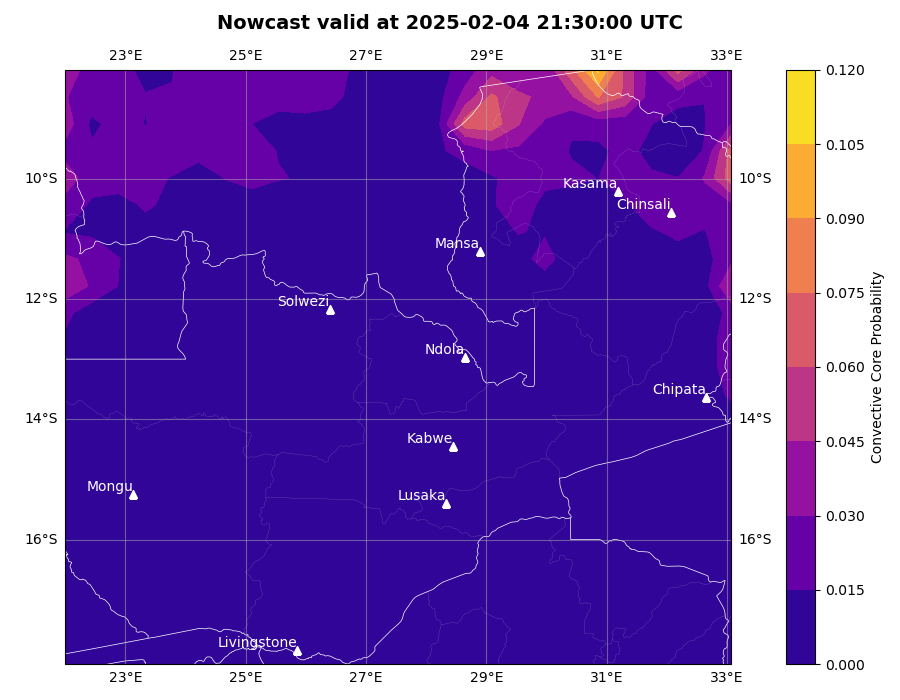 Nowcast valid at 2025-02-04 21:30:00 UTC
23°E 25°E 27°E 29°E 31°E 33°E
0.120
0.105
10°S 10°S
Kasama
Chinsali
0.090
Mansa
12°S 12°S
Solwezi
0.075
Ndola
0.060
Chipata
14°S 14°S
Kabwe
0.045
Mongu
Lusaka
0.030
16°S 16°S
0.015
Livingstone
0.000
23°E 25°E 27°E 29°E 31°E 33°E
Convective Core Probability